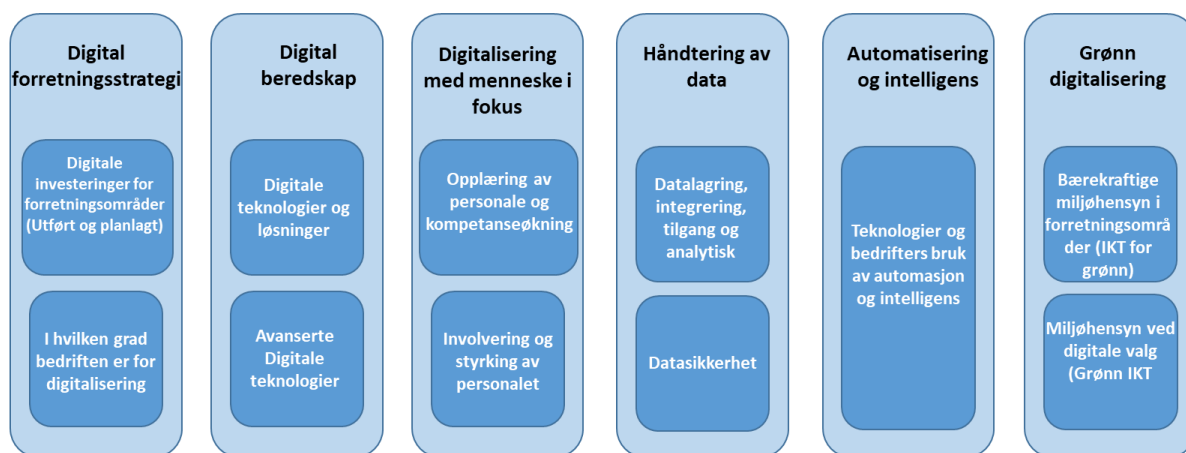 Digital
forretningsstrategi
Digitale
investeringer for
forretningsområder
(Utført og planlagt)
I hvilken grad
bedriften er for
digitalisering
Digital
beredskap
Digitale
teknologier og
løsninger
Avanserte
Digitale
teknologier
Digitalisering
med menneske i
fokus
Opplæring av
personale og
kompetanseøkning
Involvering og
styrking av
personalet
Håndtering av
data
Datalagring,
integrering,
tilgang og
analytisk
Datasikkerhet
Automatisering
og intelligens
Teknologier og
bedrifters bruk
av automasjon
og intelligens
Grønn
digitalisering
Bærekraftige
miljøhensyn i
forretningsområ
der (IKT for
grønn)
Miljøhensyn ved
digitale valg
(Grønn IKT